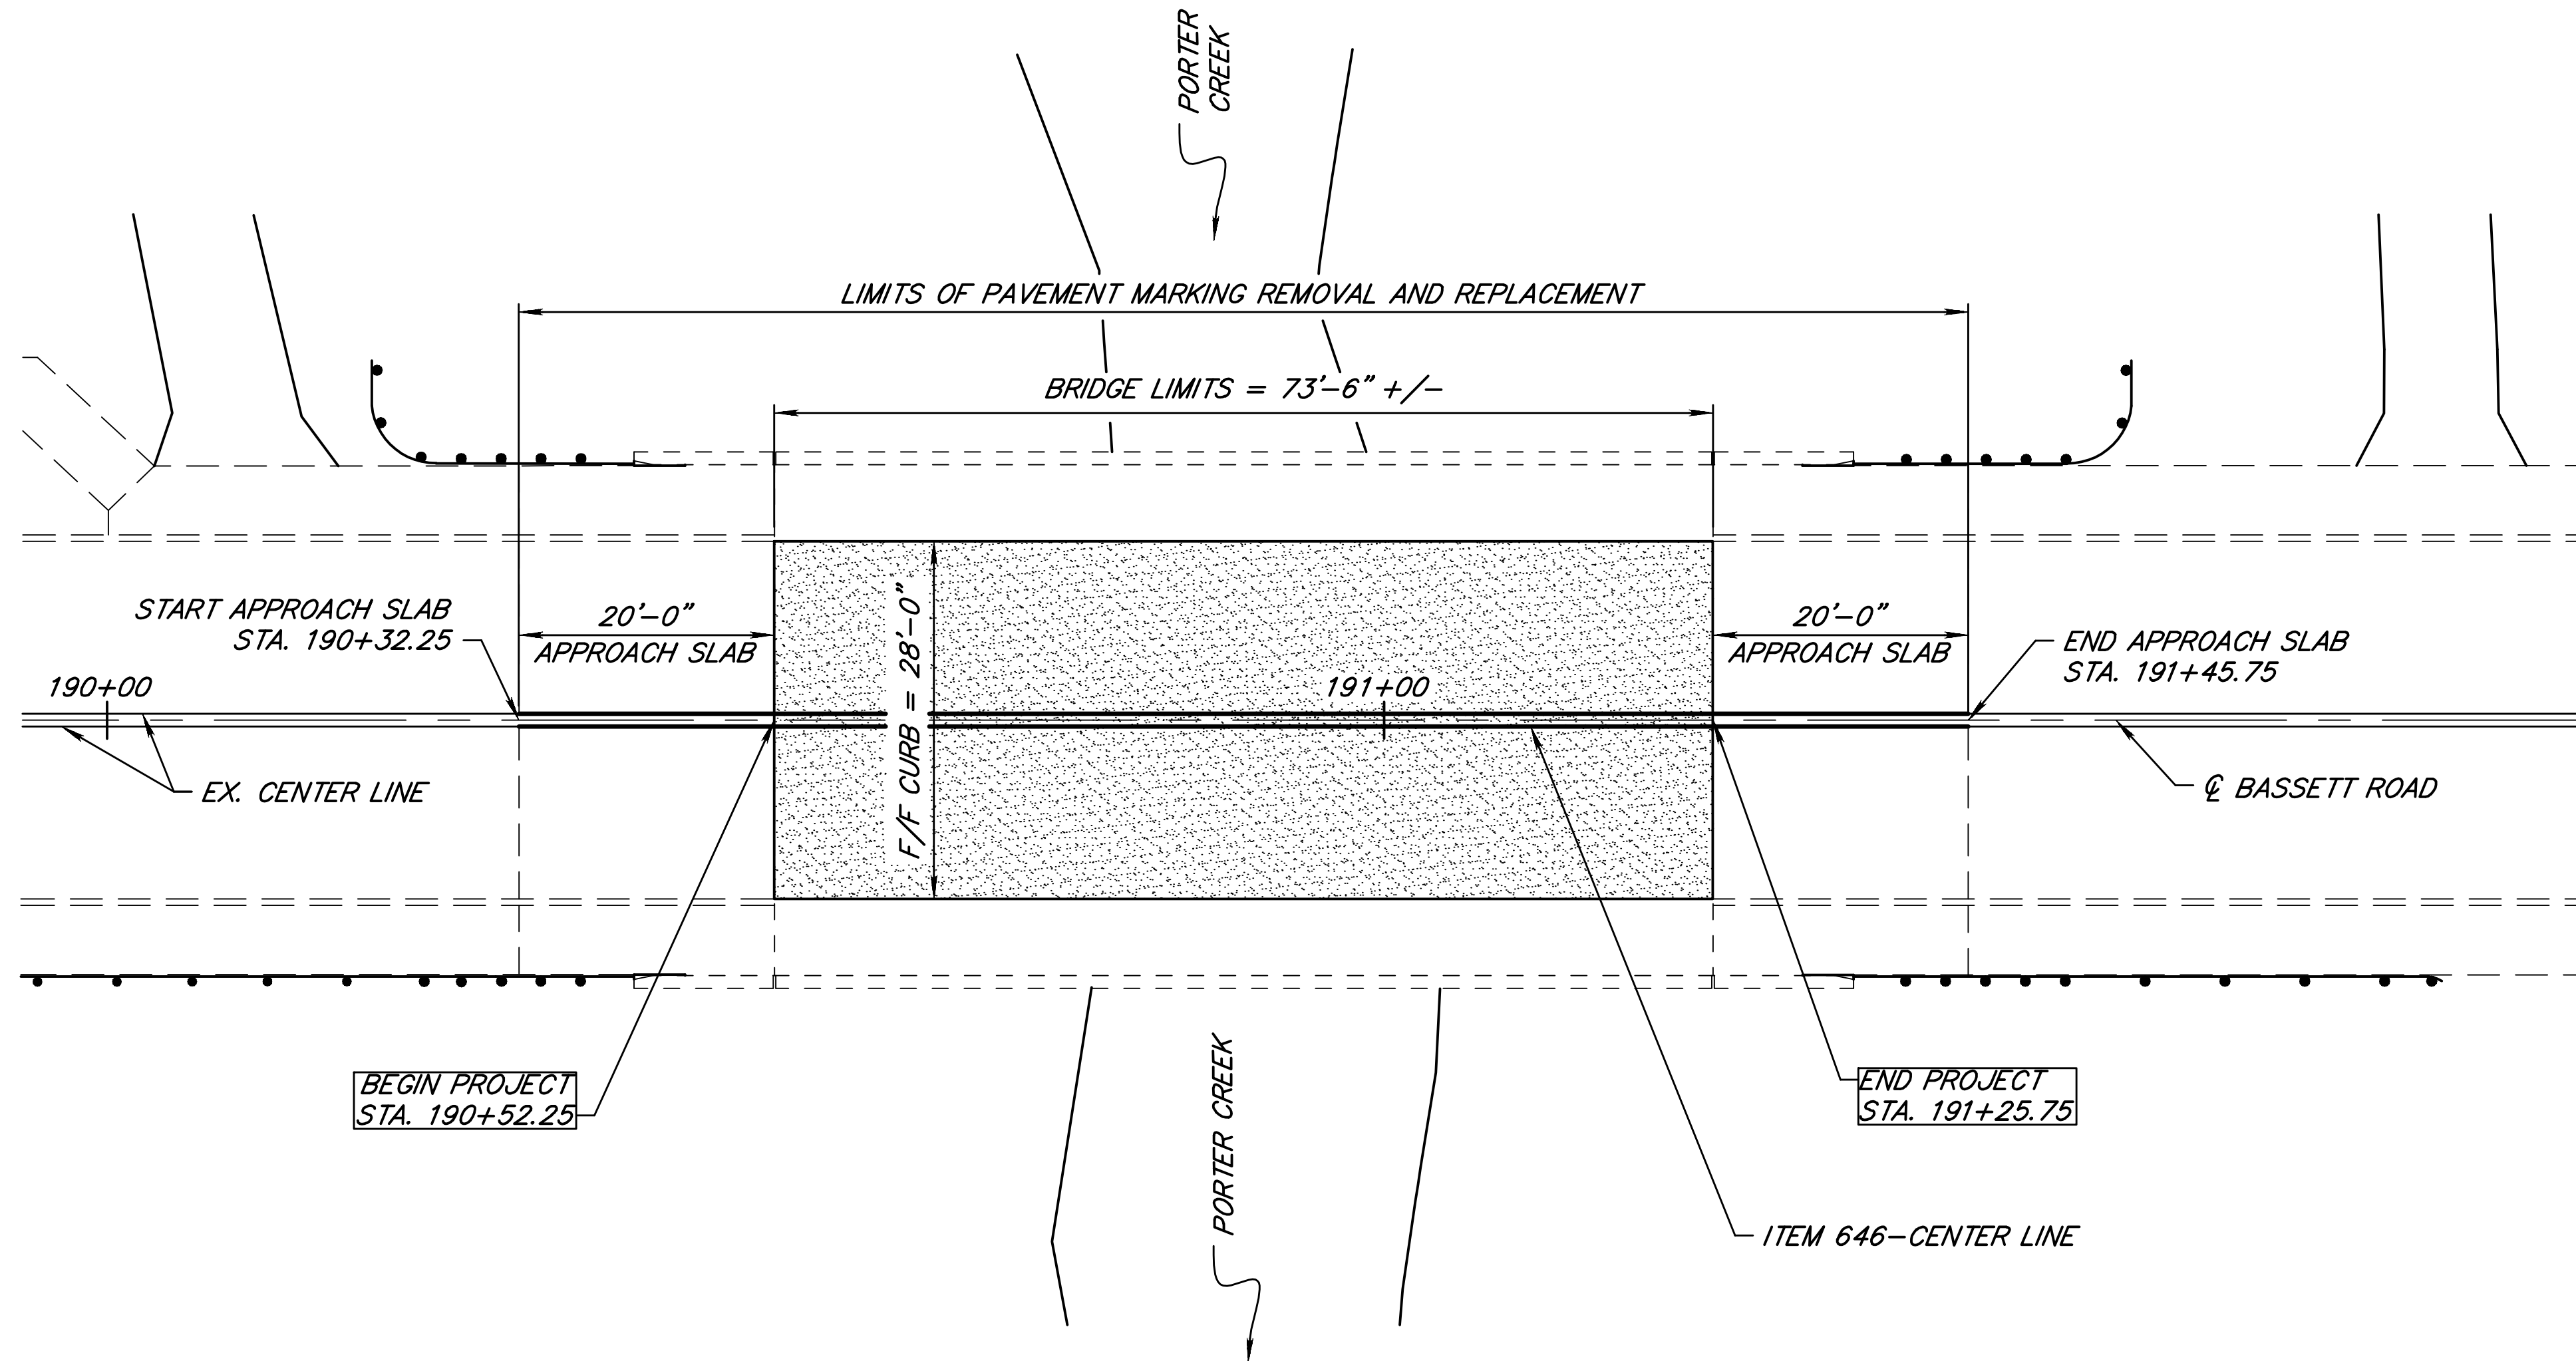 PORTER
CREEK
LIMITS OF PAVEMENT MARKING REMOVAL AND REPLACEMENT
BRIDGE LIMITS = 73'-6" +/-
START APPROACH SLAB
STA. 190+32.25
20'-0"
APPROACH SLAB
F/F CURB = 28'-0"
20'-0"
APPROACH SLAB
END APPROACH SLAB
STA. 191+45.75
190+00
191+00
EX. CENTER LINE
℄ BASSETT ROAD
BEGIN PROJECT
STA. 190+52.25
PORTER CREEK
END PROJECT
STA. 191+25.75
ITEM 646-CENTER LINE